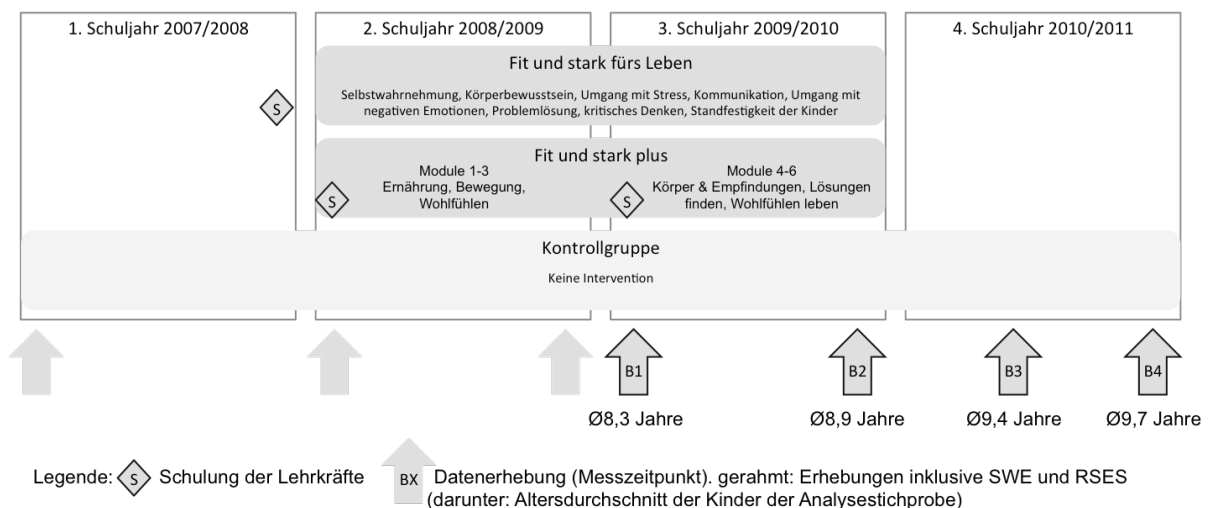 1. Schuljahr 2007/2008
2. Schuljahr 2008/2009
3. Schuljahr 2009/2010
4. Schuljahr 2010/2011
Fit und stark fürs Leben
Selbstwahrnehmung, Körperbewusstsein, Umgang mit Stress, Kommunikation, Umgang mit
negativen Emotionen, Problemlösung, kritisches Denken, Standfestigkeit der Kinder
S
Fit und stark plus
Module 1-3
Ernährung, Bewegung,
Wohlfühlen
S
Module 4-6
Körper & Empfindungen, Lösungen
finden, Wohlfühlen leben
S
Kontrollgruppe
Keine Intervention
B1
B2
B3
B4
Ø8,3 Jahre
Ø8,9 Jahre
Ø9,4 Jahre
Ø9,7 Jahre
Legende: S Schulung der Lehrkräfte
BX Datenerhebung (Messzeitpunkt). gerahmt: Erhebungen inklusive SWE und RSES
(darunter: Altersdurchschnitt der Kinder der Analysestichprobe)